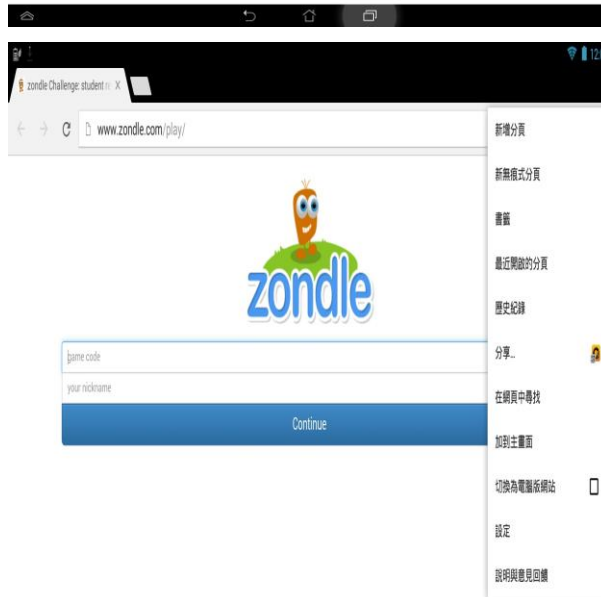 12:
zondle Challenge: student re
www.zondle.com/play/
zondle
game code
your nickname
Continue
新增分頁
新無痕式分頁
書籤
最近開啟的分頁
歷史紀錄
分享...
在網頁中尋找
加到主畫面
切換為電腦版網站
設定
說明與意見回饋